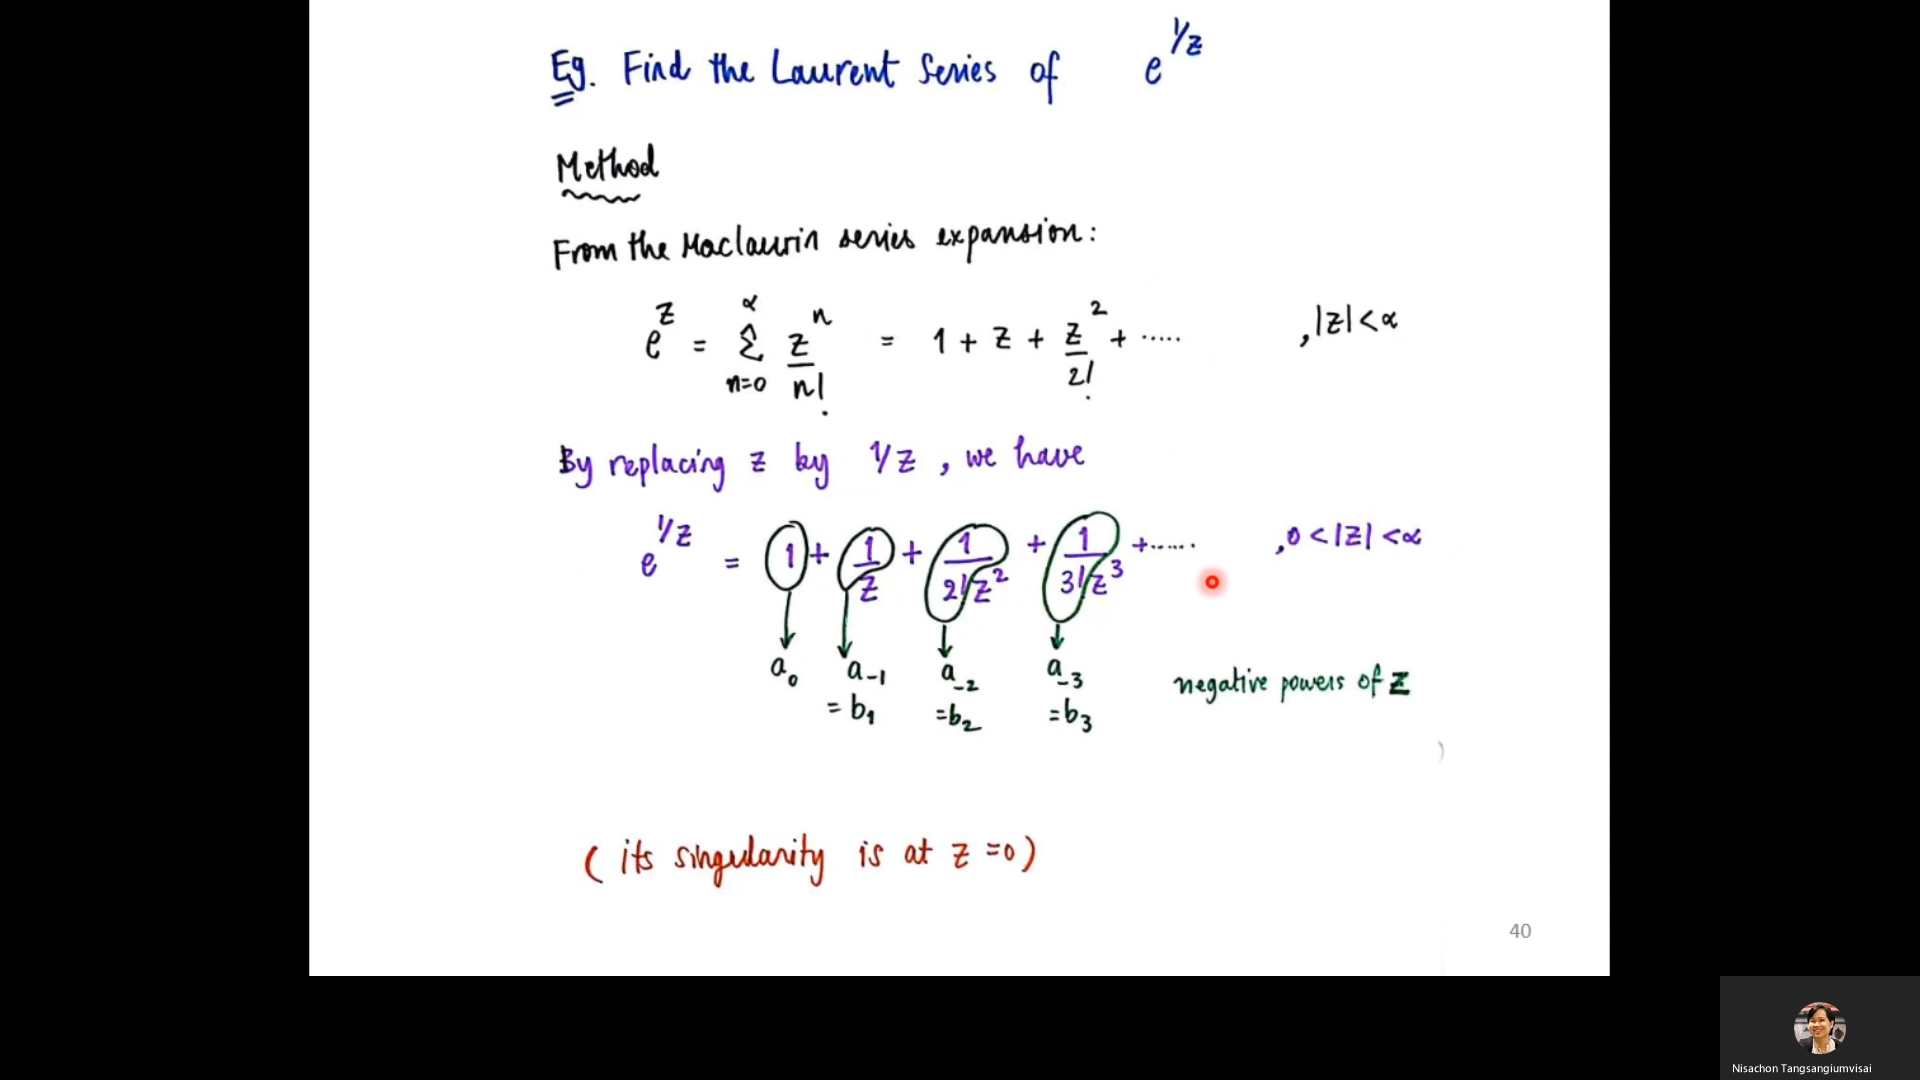 Eg. Find the Laurent Series of e^1/z
Method
From the Maclaurin series expansion:
e^z = ∑_{n=0}^{α} z^n/n! = 1 + z + z^2/2! + ..... , |z| < α
By replacing z by 1/z , we have
e^1/z = 1 + 1/z + 1/2!z^2 + 1/3!z^3 + ...... , 0 < |z| < α
a_0 a_-1 a_-2 a_-3 negative powers of z
= b_1 = b_2 = b_3
)
( its singularity is at z = 0 )
40
Nisachon Tangsangiumvisai